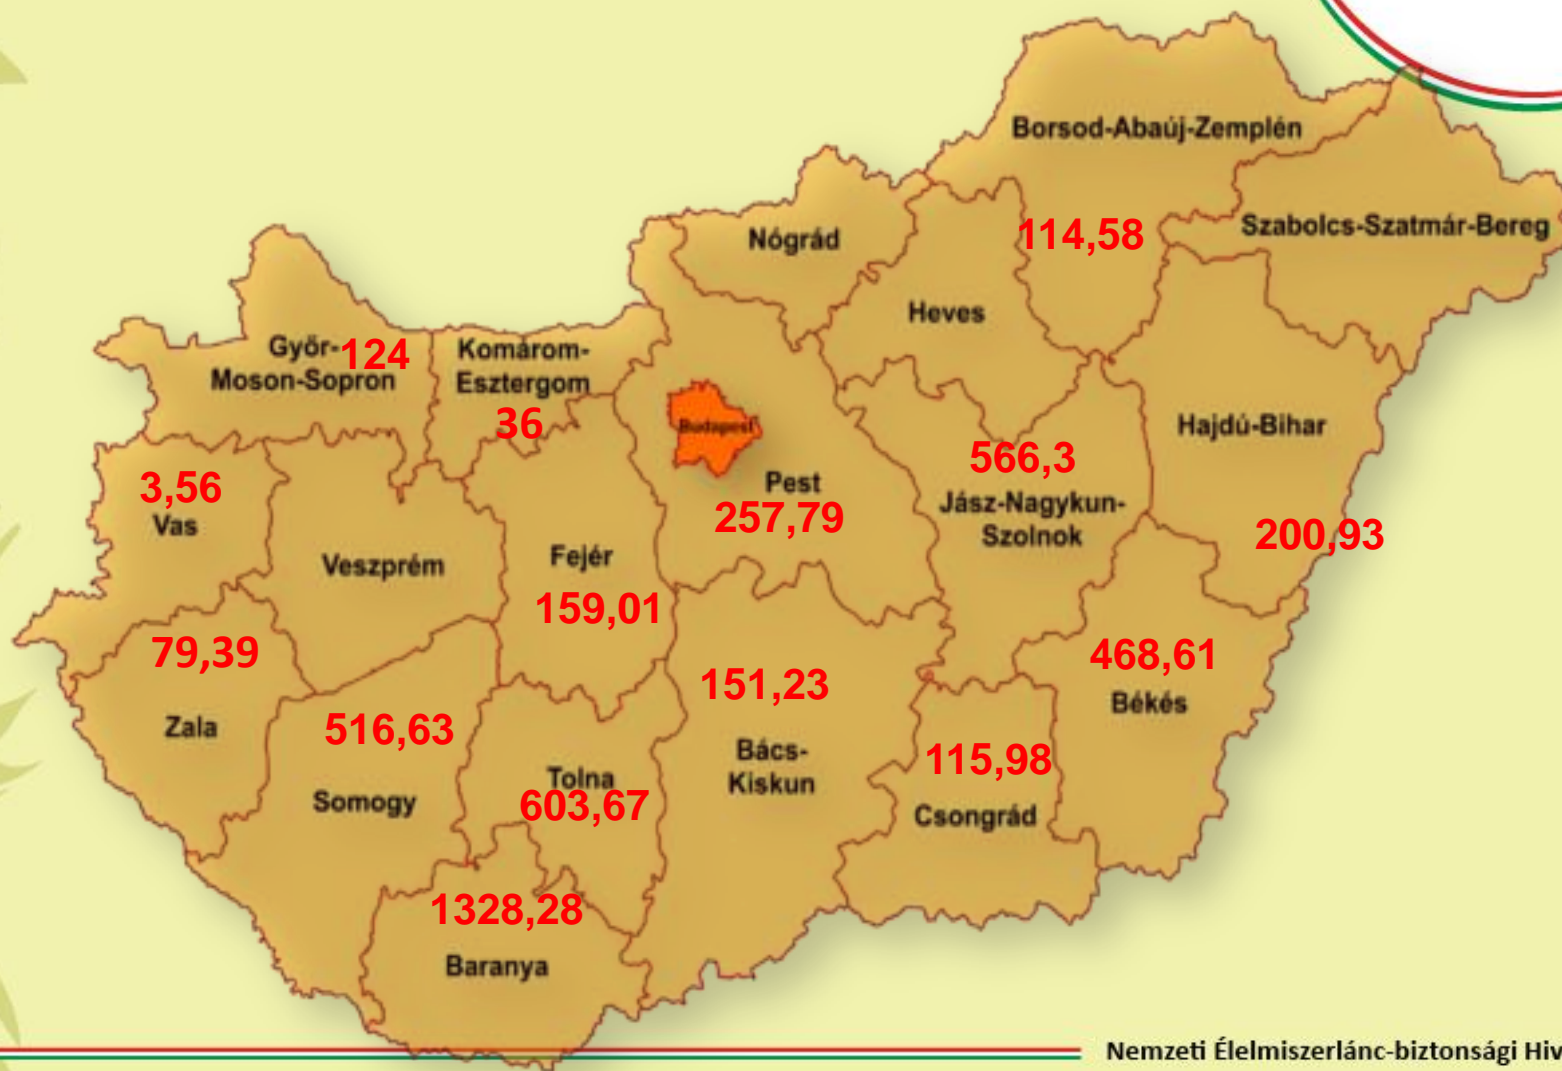 Borsod-Abaúj-Zemplén
114,58
Szabolcs-Szatmár-Bereg
Nógrád
Heves
Győr-
124
Moson-Sopron
Komárom-
Esztergom
36
Budapest
Hajdú-Bihar
200,93
566,3
Jász-Nagykun-
Szolnok
Pest
257,79
3,56
Vas
Veszprém
Fejér
159,01
79,39
Zala
516,63
Somogy
Tolna
603,67
151,23
Bács-
Kiskun
468,61
Békés
115,98
Csongrád
1328,28
Baranya
Nemzeti Élelmiszerlánc-biztonsági Hiv